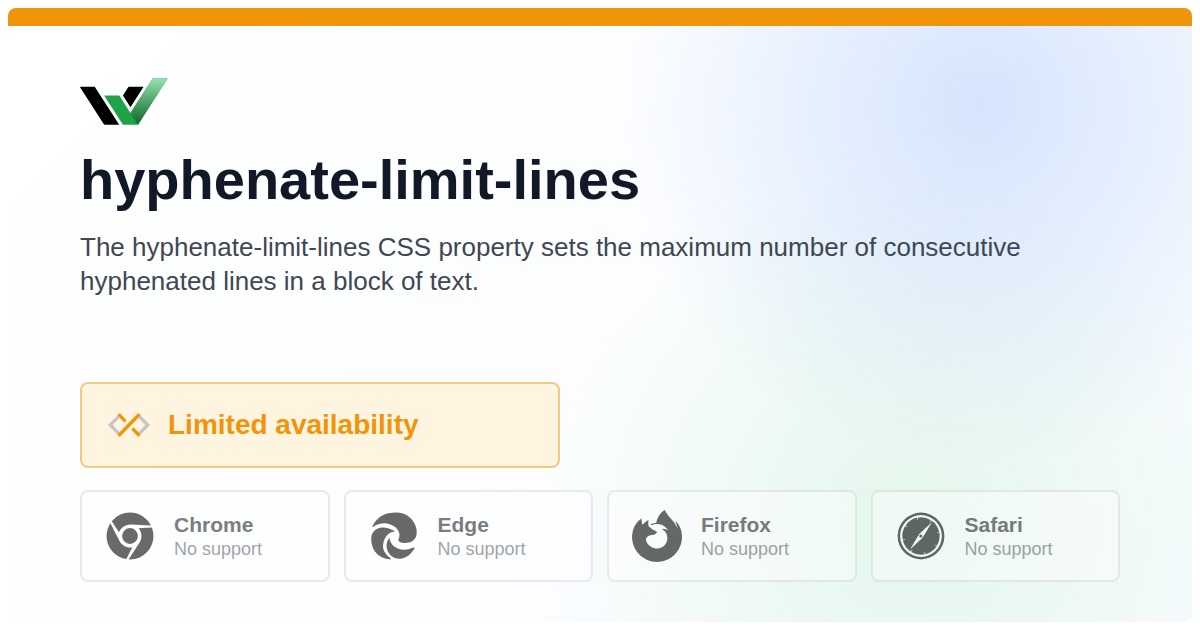 hyphenate-limit-lines
The hyphenate-limit-lines CSS property sets the maximum number of consecutive
hyphenated lines in a block of text.
Limited availability
Chrome
No support
Edge
No support
Firefox
No support
Safari
No support